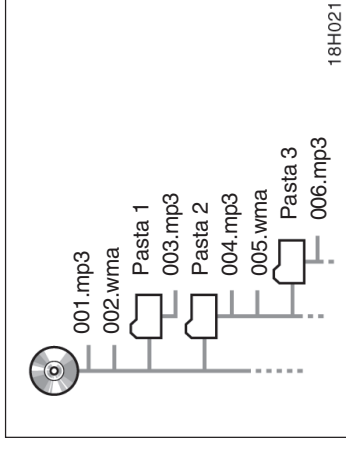 001.mp3
002.wma
Pasta 1
003.mp3
Pasta 2
004.mp3
005.wma
Pasta 3
006.mp3
18H021